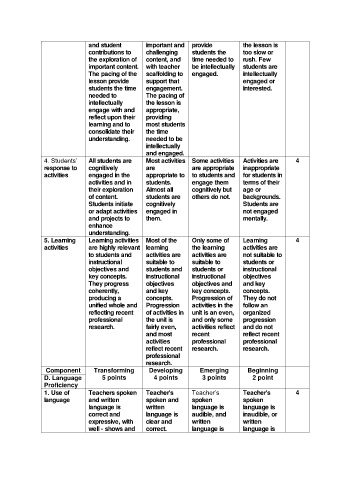 and student
contributions to
the exploration of
important content.
The pacing of the
lesson provide
students the time
needed to
intellectually
engage with and
reflect upon their
learning and to
consolidate their
understanding.
important and
challenging
content, and
with teacher
scaffolding to
support that
engagement.
The pacing of
the lesson is
appropriate,
providing
most students
the time
needed to be
intellectually
and engaged.
provide
students the
time needed to
be intellectually
engaged.
the lesson is
too slow or
rush. Few
students are
intellectually
engaged or
interested.
4. Students'
response to
activities
All students are
cognitively
engaged in the
activities and in
their exploration
of content.
Students initiate
or adapt activities
and projects to
enhance
understanding.
Most activities
are
appropriate to
students.
Almost all
students are
cognitively
engaged in
them.
Some activities
are appropriate
to students and
engage them
cognitively but
others do not.
Activities are
inappropriate
for students in
terms of their
age or
backgrounds.
Students are
not engaged
mentally.
4
5. Learning
activities
Learning activities
are highly relevant
to students and
instructional
objectives and
key concepts.
They progress
coherently,
producing a
unified whole and
reflecting recent
professional
research.
Most of the
learning
activities are
suitable to
students and
instructional
objectives
and key
concepts.
Progression
of activities in
the unit is
fairly even,
and most
activities
reflect recent
professional
research.
Only some of
the learning
activities are
suitable to
students or
instructional
objectives and
key concepts.
Progression of
activities in the
unit is an even,
and only some
activities reflect
recent
professional
research.
Learning
activities are
not suitable to
students or
instructional
objectives
and key
concepts.
They do not
follow an
organized
progression
and do not
reflect recent
professional
research.
4
Component
Transforming
Developing
Emerging
Beginning
D. Language
Proficiency
5 points
4 points
3 points
2 point
1. Use of
language
Teachers spoken
and written
language is
correct and
expressive, with
well - shows and
Teacher's
spoken and
written
language is
clear and
correct.
Teacher's
spoken
language is
audible, and
written
language is
Teacher's
spoken
language is
inaudible, or
written
language is
4